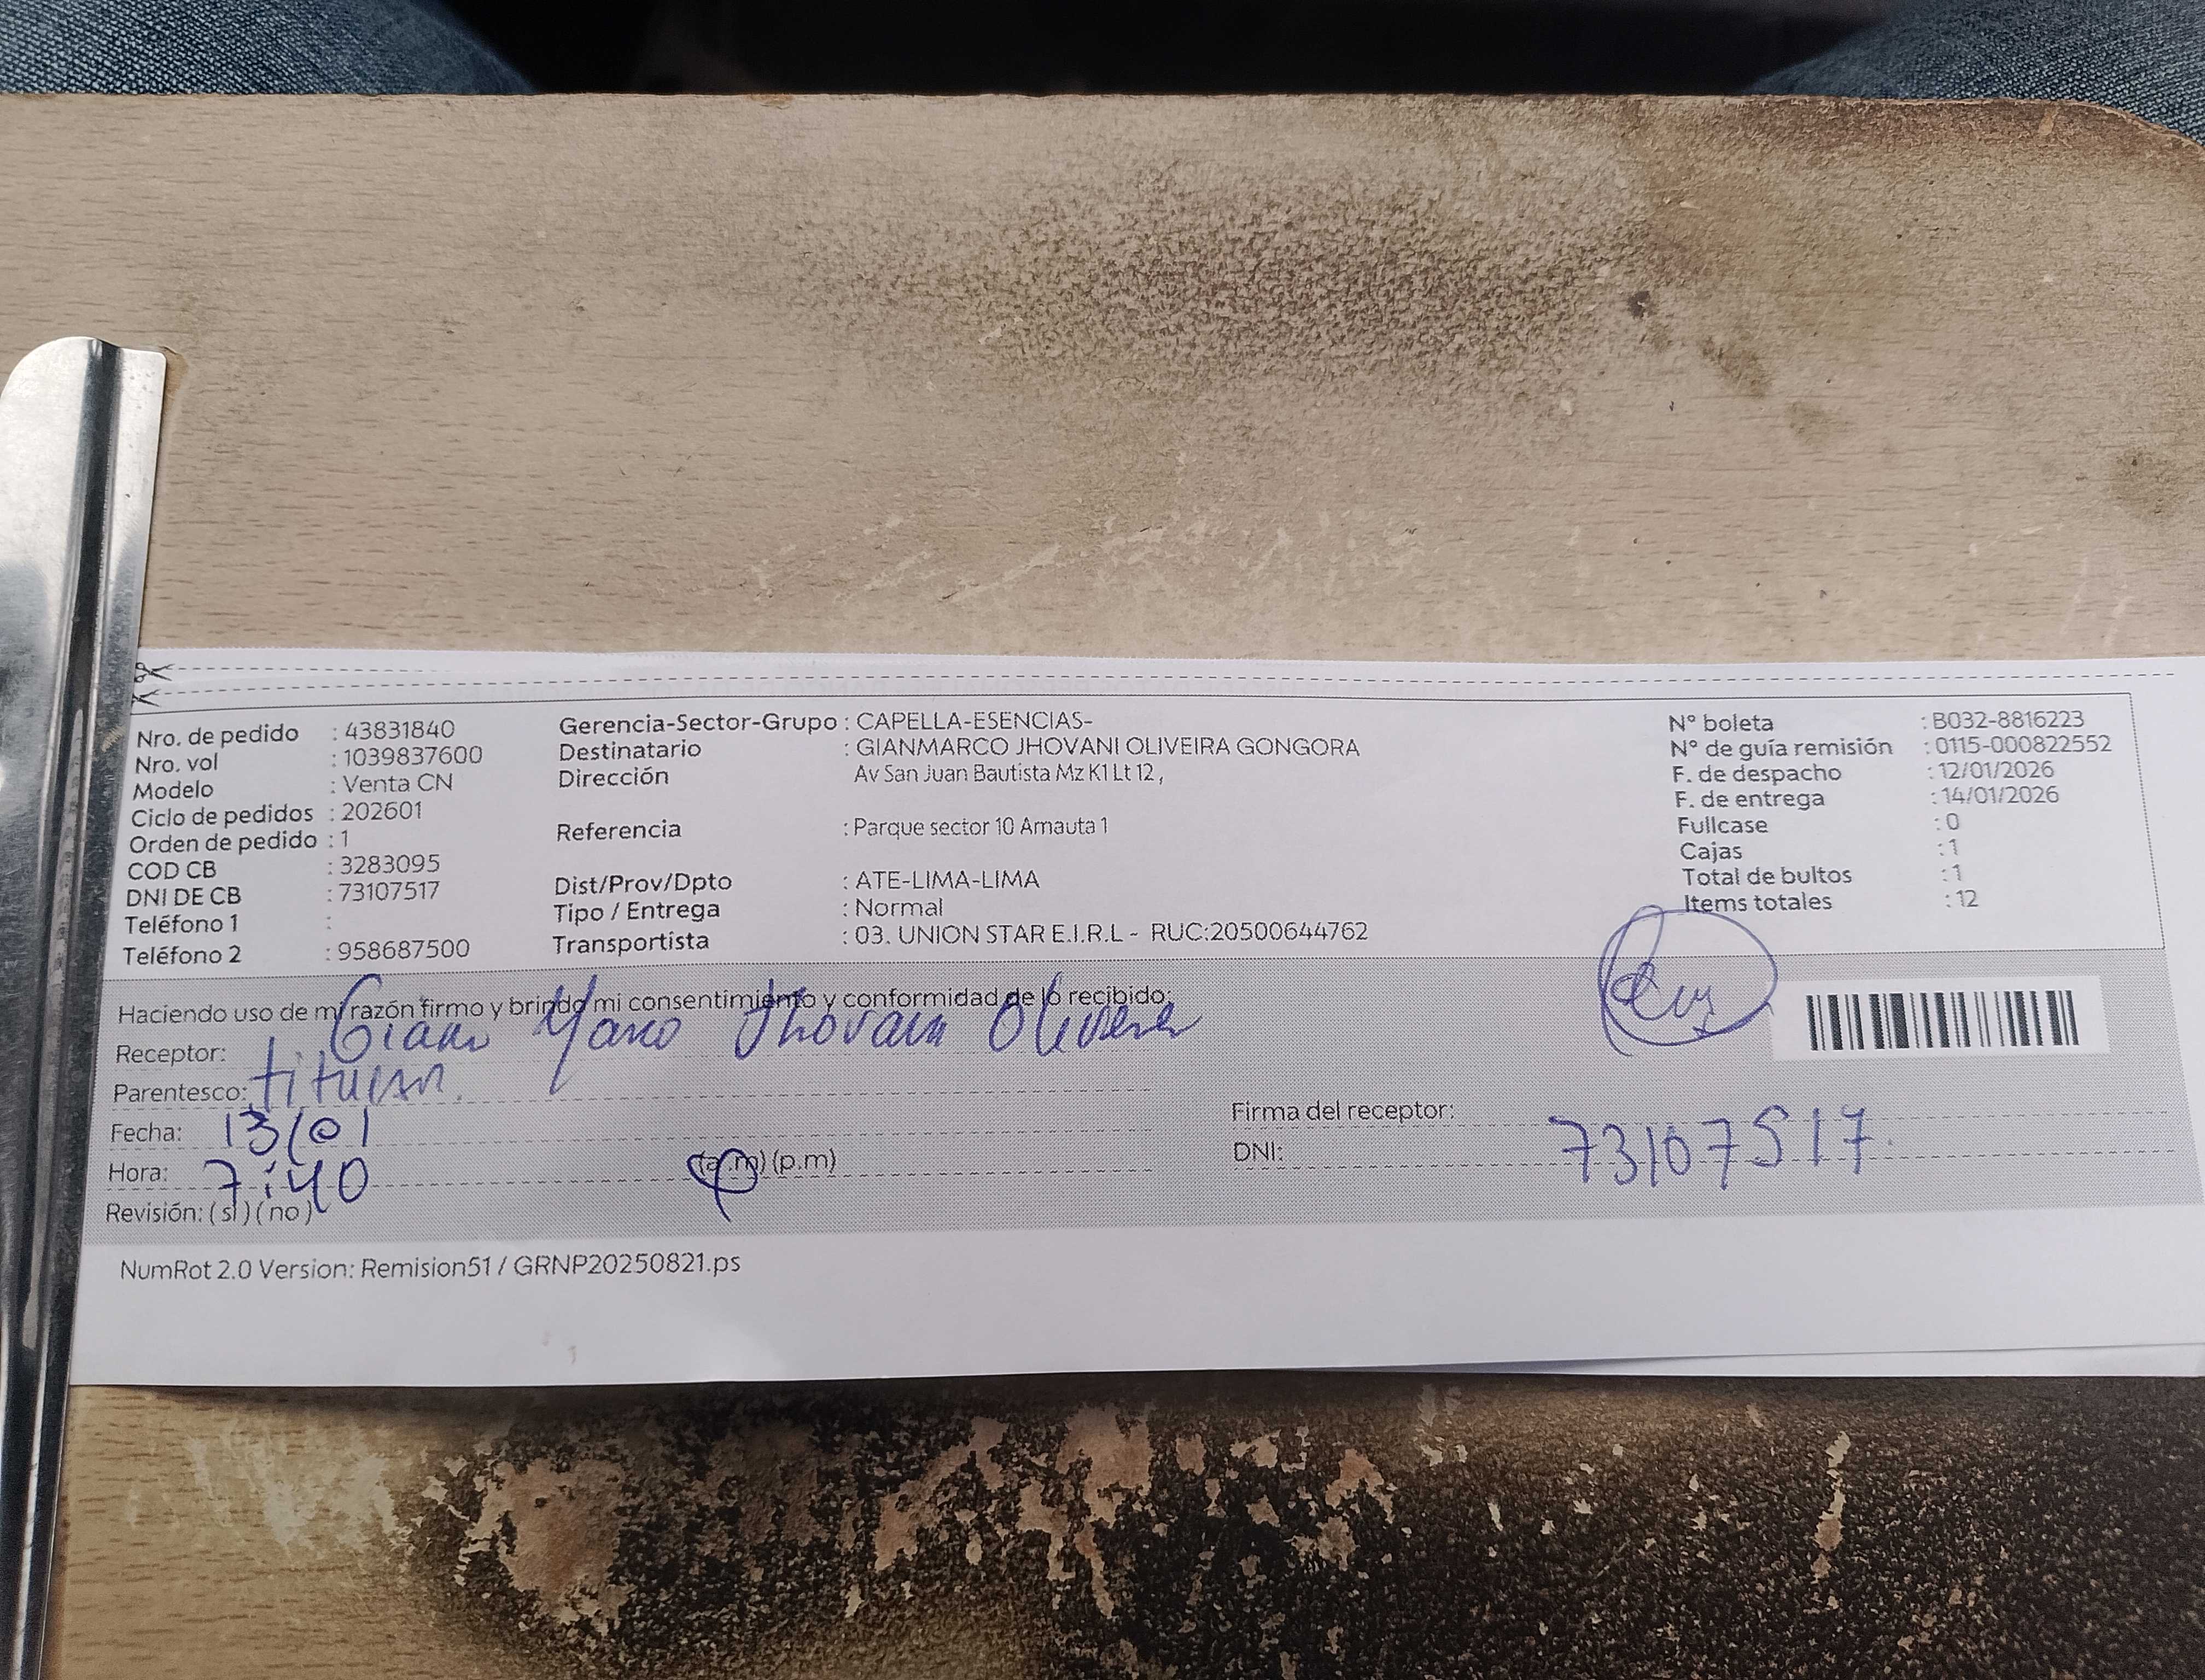 Nro. de pedido : 43831840
Nro. vol : 1039837600
Modelo : Venta CN
Ciclo de pedidos : 202601
Orden de pedido : 1
COD CB : 3283095
DNI DE CB : 73107517
Teléfono 1 :
Teléfono 2 : 958687500
Gerencia-Sector-Grupo : CAPELLA-ESENCIAS-
Destinatario : GIANMARCO JHOVANI OLIVEIRA GONGORA
Dirección Av San Juan Bautista Mz K1 Lt 12 ,
Referencia : Parque sector 10 Amauta 1
Dist/Prov/Dpto : ATE-LIMA-LIMA
Tipo / Entrega : Normal
Transportista : 03. UNION STAR E.I.R.L - RUC:20500644762
N° boleta : B032-8816223
N° de guía remisión : 0115-000822552
F. de despacho : 12/01/2026
F. de entrega : 14/01/2026
Fullcase : 0
Cajas : 1
Total de bultos : 1
Items totales : 12
Haciendo uso de mi razón firmo y brindo mi consentimiento y conformidad de lo recibido:
Receptor: Jhovani Oliveira
Parentesco: titular.
Fecha: 13/01
Hora: 7:40 (a.m) (p.m)
Revisión: ( si ) ( no )
Firma del receptor:
DNI: 73107517
NumRot 2.0 Version: Remision51 / GRNP20250821.ps